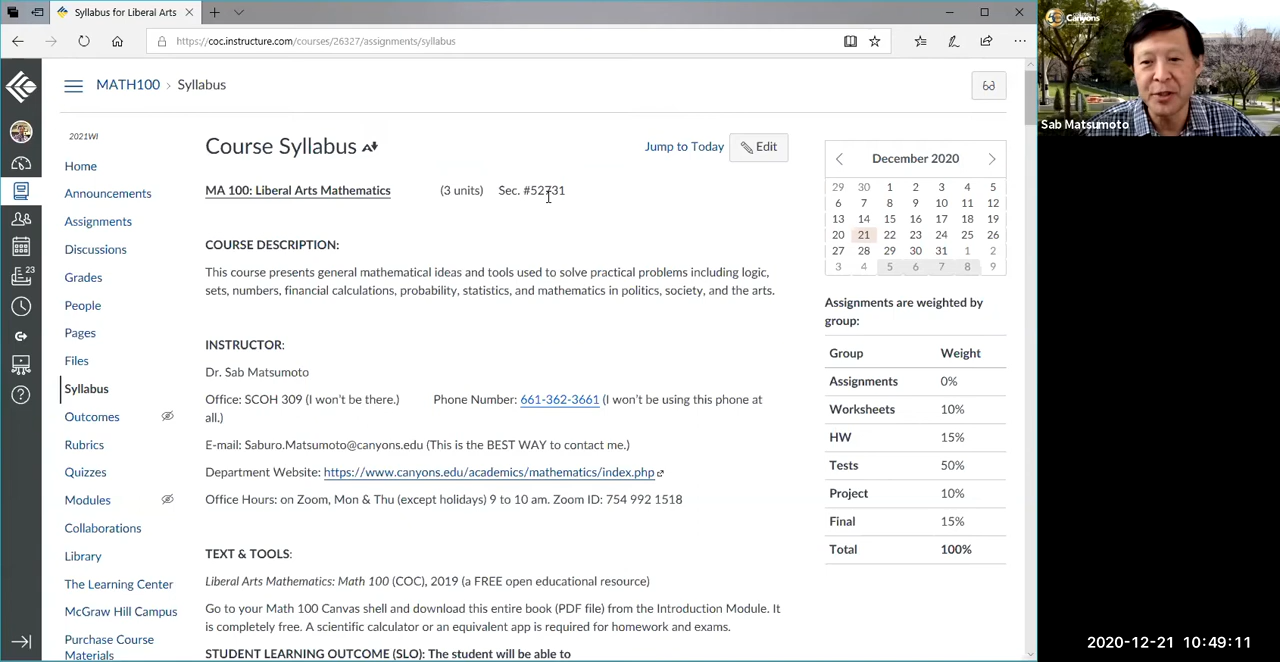 Syllabus for Liberal Arts
https://coc.instructure.com/courses/26327/assignments/syllabus
Canyons
Sab Matsumoto
MATH100 › Syllabus
2021WI
Home
Announcements
Assignments
Discussions
Grades
People
Pages
Files
Syllabus
Outcomes
Rubrics
Quizzes
Modules
Collaborations
Library
The Learning Center
McGraw Hill Campus
Purchase Course
Materials
23
Course Syllabus
Jump to Today
Edit
MA 100: Liberal Arts Mathematics (3 units) Sec. #52731
COURSE DESCRIPTION:
This course presents general mathematical ideas and tools used to solve practical problems including logic,
sets, numbers, financial calculations, probability, statistics, and mathematics in politics, society, and the arts.
INSTRUCTOR:
Dr. Sab Matsumoto
Office: SCOH 309 (I won't be there.) Phone Number: 661-362-3661 (I won't be using this phone at
all.)
E-mail: Saburo.Matsumoto@canyons.edu (This is the BEST WAY to contact me.)
Department Website: https://www.canyons.edu/academics/mathematics/index.php
Office Hours: on Zoom, Mon & Thu (except holidays) 9 to 10 am. Zoom ID: 754 992 1518
TEXT & TOOLS:
Liberal Arts Mathematics: Math 100 (COC), 2019 (a FREE open educational resource)
Go to your Math 100 Canvas shell and download this entire book (PDF file) from the Introduction Module. It
is completely free. A scientific calculator or an equivalent app is required for homework and exams.
STUDENT LEARNING OUTCOME (SLO): The student will be able to
December 2020
29 30 1 2 3 4 5
6 7 8 9 10 11 12
13 14 15 16 17 18 19
20 21 22 23 24 25 26
27 28 29 30 31 1 2
3 4 5 6 7 8 9
Assignments are weighted by
group:
Group Weight
Assignments 0%
Worksheets 10%
HW 15%
Tests 50%
Project 10%
Final 15%
Total 100%
2020-12-21 10:49:11